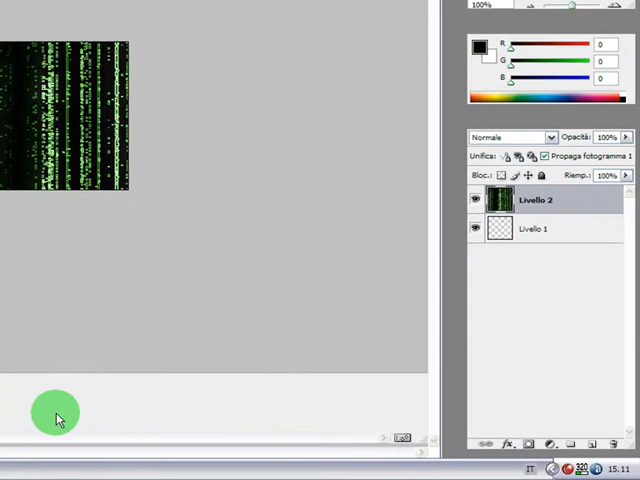 100%
R 0
G 0
B 0
Normale Opacità: 100%
Unifica: Propaga fotogramma 1
Bloc.: Riemp.: 100%
Livello 2
Livello 1
IT 320 15.11